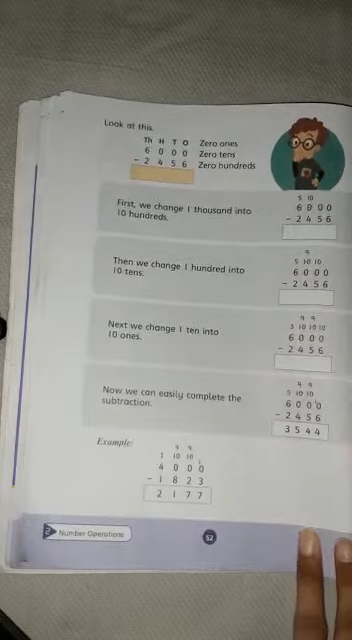 Look at this.
Th H T O Zero ones
6 0 0 0 Zero tens
- 2 4 5 6 Zero hundreds
First, we change 1 thousand into
10 hundreds.
5 10
6 0 0 0
- 2 4 5 6
Then we change 1 hundred into
10 tens.
9
5 10 10
6 0 0 0
- 2 4 5 6
Next we change 1 ten into
10 ones.
9 9
5 10 10 10
6 0 0 0
- 2 4 5 6
Now we can easily complete the
subtraction.
9 9
5 10 10
6 0 0 0
- 2 4 5 6
3 5 4 4
Example:
9 9
3 10 10
4 0 0 0
- 1 8 2 3
2 1 7 7
Number Operations
52